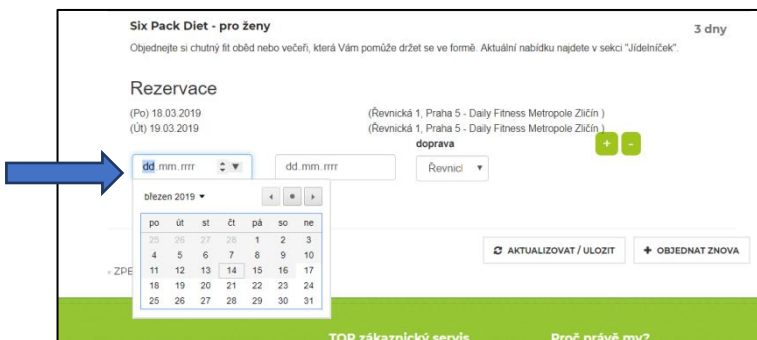 Six Pack Diet - pro ženy
3 dny
Objednejte si chutný fit oběd nebo večeři, která Vám pomůže držet se ve formě. Aktuální nabídku najdete v sekci "Jídelníček".
Rezervace
(Po) 18.03.2019 (Řevnická 1, Praha 5 - Daily Fitness Metropole Zličín )
(Út) 19.03.2019 (Řevnická 1, Praha 5 - Daily Fitness Metropole Zličín )
doprava
+ -
dd.mm.rrrr dd.mm.rrrr Řevnicl
březen 2019
po út st čt pá so ne
25 26 27 28 1 2 3
4 5 6 7 8 9 10
11 12 13 14 15 16 17
18 19 20 21 22 23 24
25 26 27 28 29 30 31
AKTUALIZOVAT / ULOZIT + OBJEDNAT ZNOVA
« ZPE
TOP zákaznický servis Proč právě my?